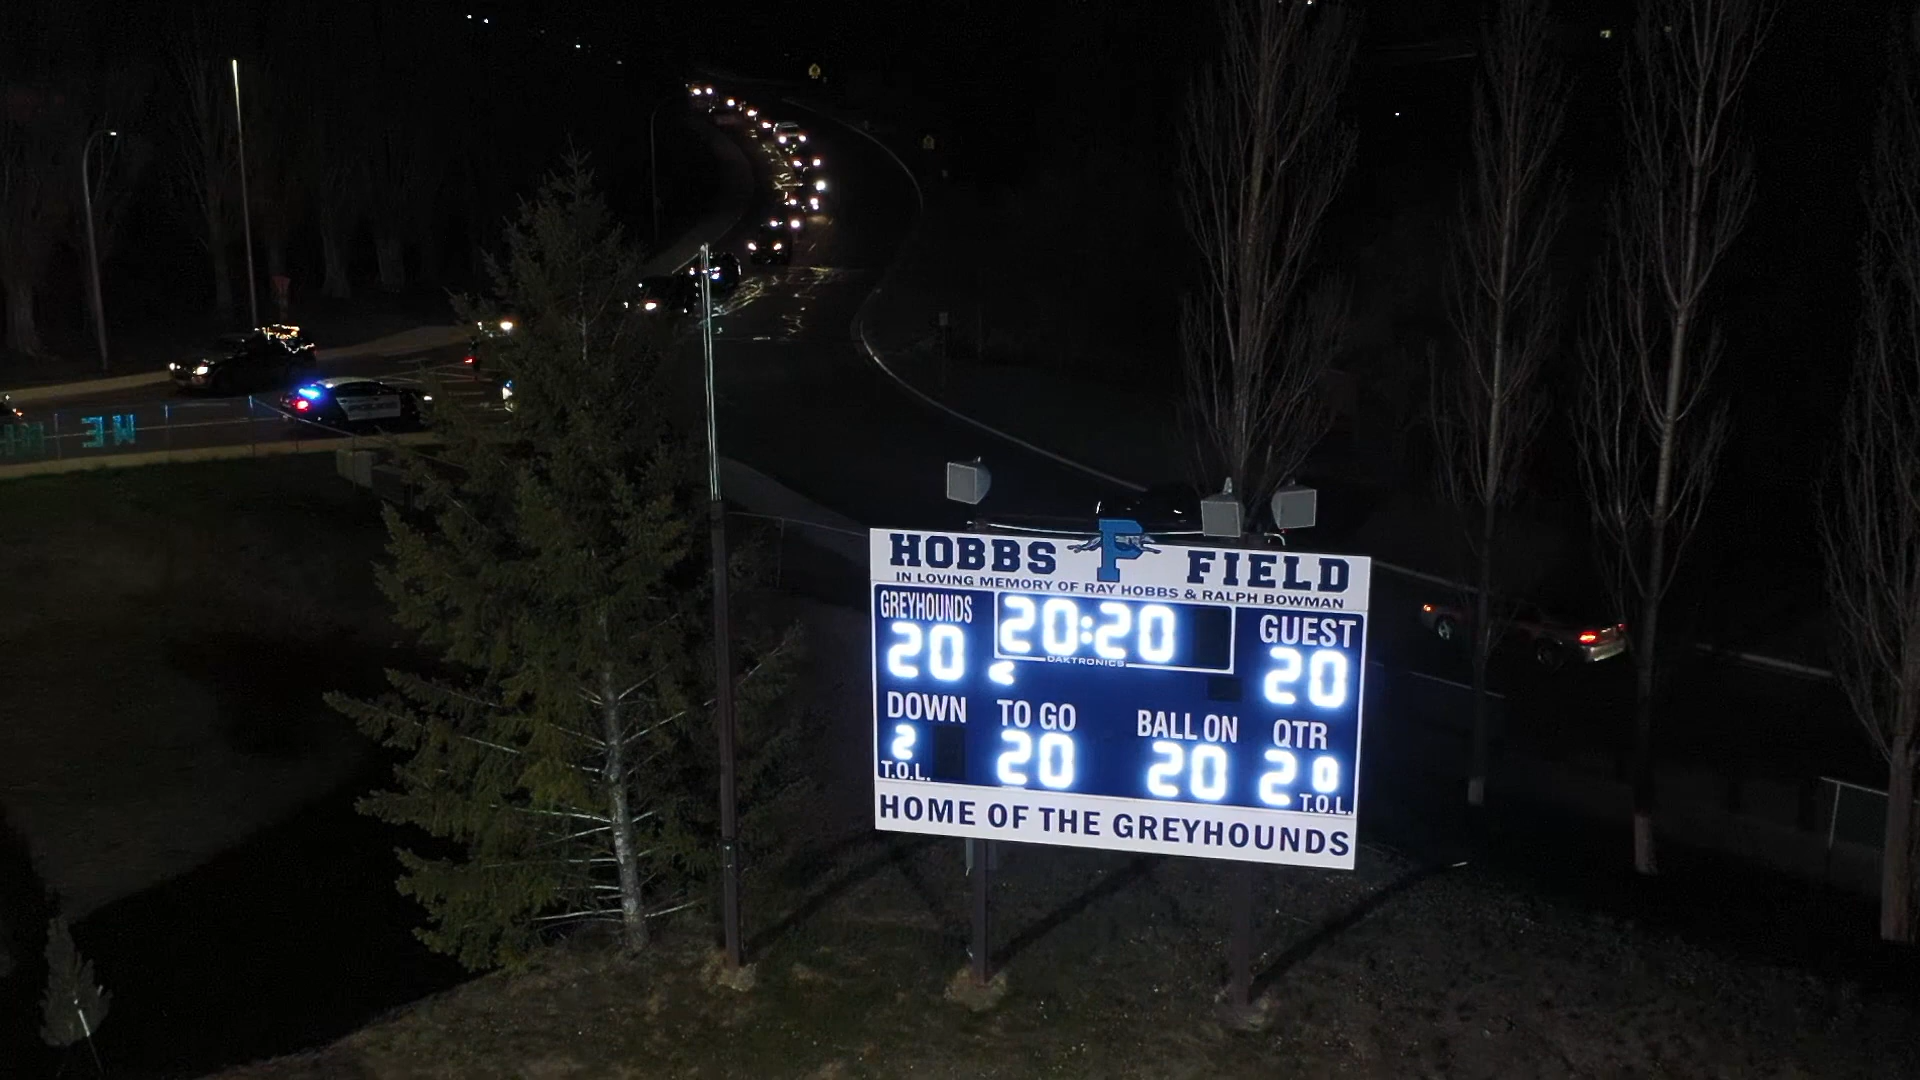 HOBBS P FIELD
IN LOVING MEMORY OF RAY HOBBS & RALPH BOWMAN
GREYHOUNDS 20:20 GUEST
20 DAKTRONICS 20
DOWN TO GO BALL ON QTR
2 20 20 2 0
T.O.L. T.O.L.
HOME OF THE GREYHOUNDS